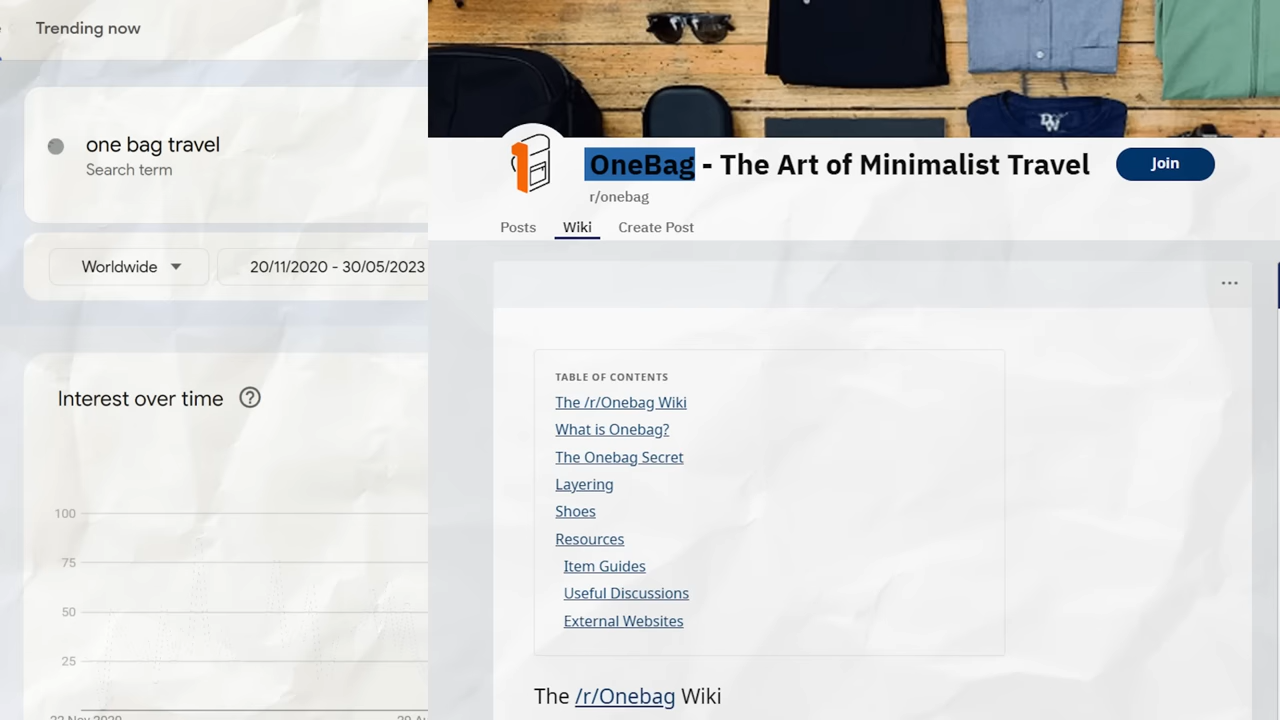 Trending now
one bag travel
Search term
Worldwide
20/11/2020 - 30/05/2023
Interest over time
100
75
50
25
DW
OneBag - The Art of Minimalist Travel
Join
r/onebag
Posts
Wiki
Create Post
TABLE OF CONTENTS
The /r/Onebag Wiki
What is Onebag?
The Onebag Secret
Layering
Shoes
Resources
Item Guides
Useful Discussions
External Websites
The /r/Onebag Wiki